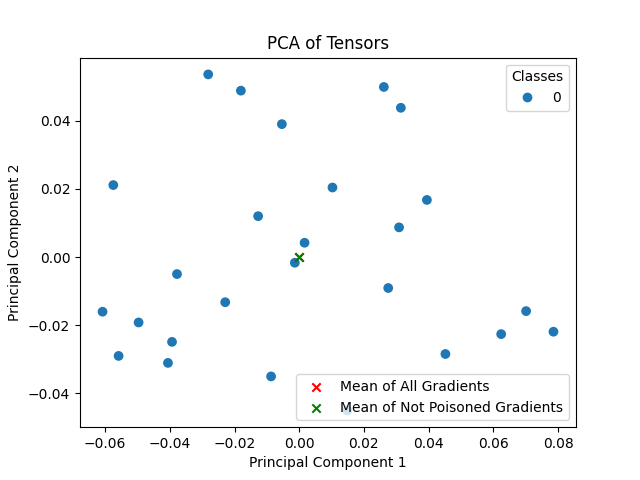 PCA of Tensors
Classes
0
0.04
0.02
0.00
−0.02
−0.04
Principal Component 2
Mean of All Gradients
Mean of Not Poisoned Gradients
−0.06 −0.04 −0.02 0.00 0.02 0.04 0.06 0.08
Principal Component 1